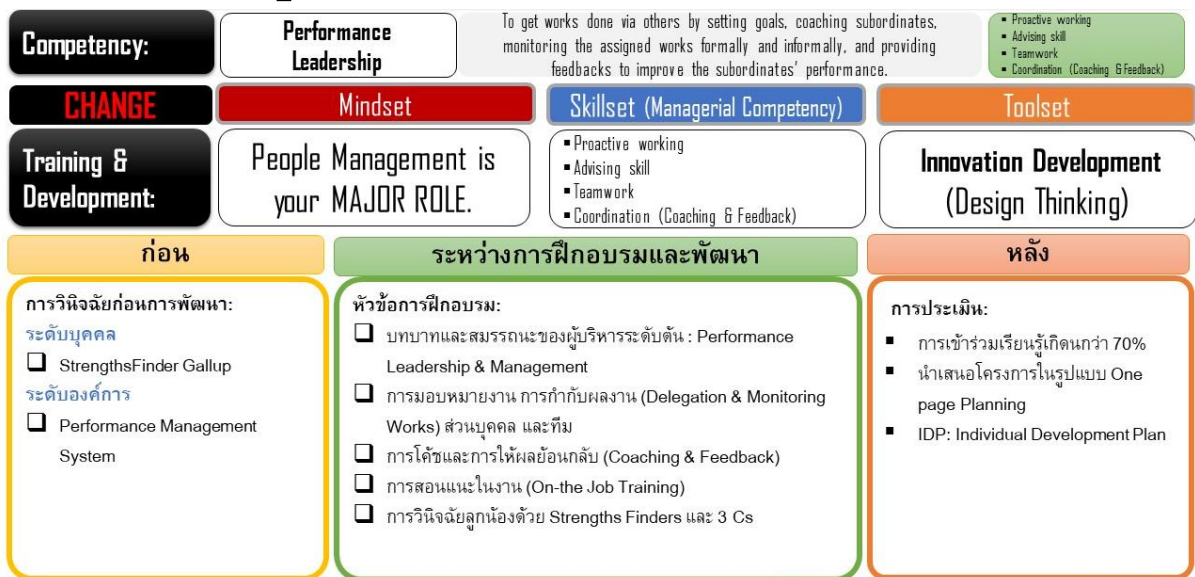 Competency:
Performance
Leadership
To get works done via others by setting goals, coaching subordinates,
monitoring the assigned works formally and informally, and providing
feedbacks to improve the subordinates' performance.
▪ Proactive working
▪ Advising skill
▪ Teamwork
▪ Coordination (Coaching & Feedback)
CHANGE
Mindset
Skillset (Managerial Competency)
Toolset
Training &
Development:
People Management is
your MAJOR ROLE.
▪ Proactive working
▪ Advising skill
▪ Teamwork
▪ Coordination (Coaching & Feedback)
Innovation Development
(Design Thinking)
ก่อน
ระหว่างการฝึกอบรมและพัฒนา
หลัง
การวินิจฉัยก่อนการพัฒนา:
ระดับบุคคล
❑ StrengthsFinder Gallup
ระดับองค์การ
❑ Performance Management
System
หัวข้อการฝึกอบรม:
❑ บทบาทและสมรรถนะของผู้บริหารระดับต้น : Performance
Leadership & Management
❑ การมอบหมายงาน การกำกับผลงาน (Delegation & Monitoring
Works) ส่วนบุคคล และทีม
❑ การโค้ชและการให้ผลย้อนกลับ (Coaching & Feedback)
❑ การสอนแนะในงาน (On-the Job Training)
❑ การวินิจฉัยลูกน้องด้วย Strengths Finders และ 3 Cs
การประเมิน:
▪ การเข้าร่วมเรียนรู้เกิดนกว่า 70%
▪ นำเสนอโครงการในรูปแบบ One
page Planning
▪ IDP: Individual Development Plan